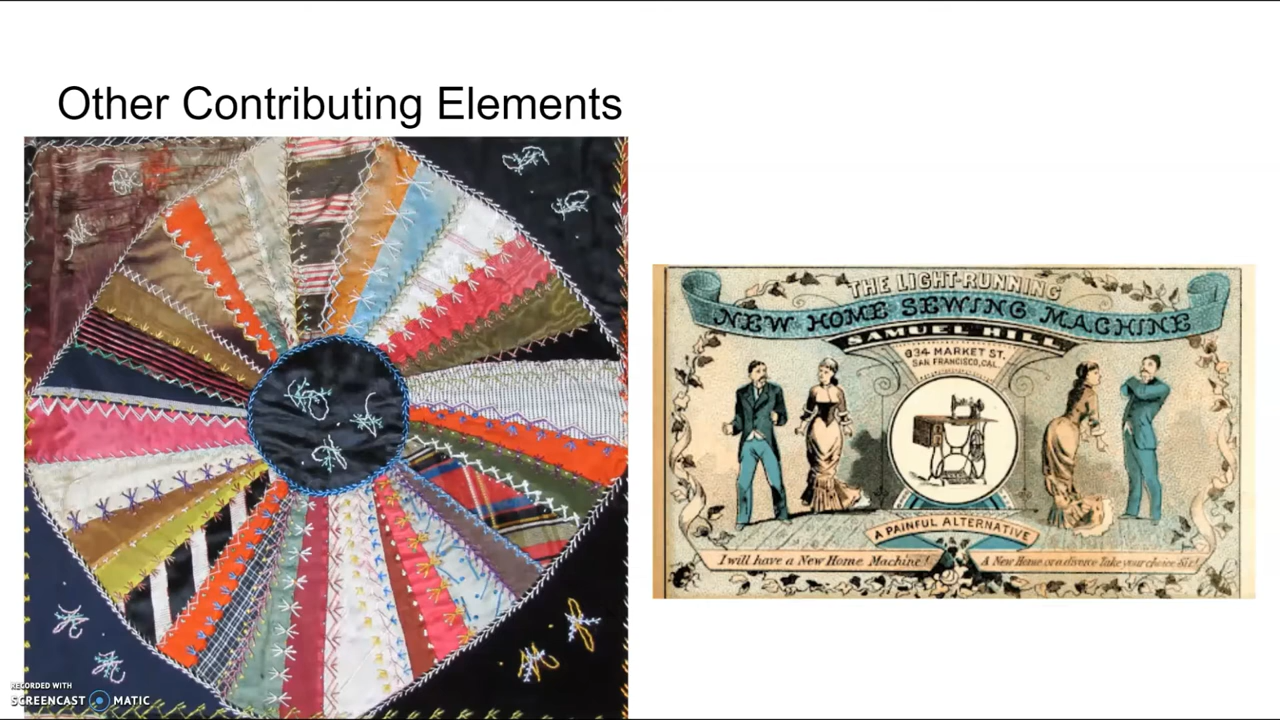 Other Contributing Elements
THE LIGHT-RUNNING
NEW HOME SEWING MACHINE
SAMUEL HILL
634 MARKET ST.
SAN FRANCISCO, CAL.
A PAINFUL ALTERNATIVE
I will have a New Home Machine!
A New Home or a divorce Take your choice Sir!
RECORDED WITH
SCREENCAST MATIC